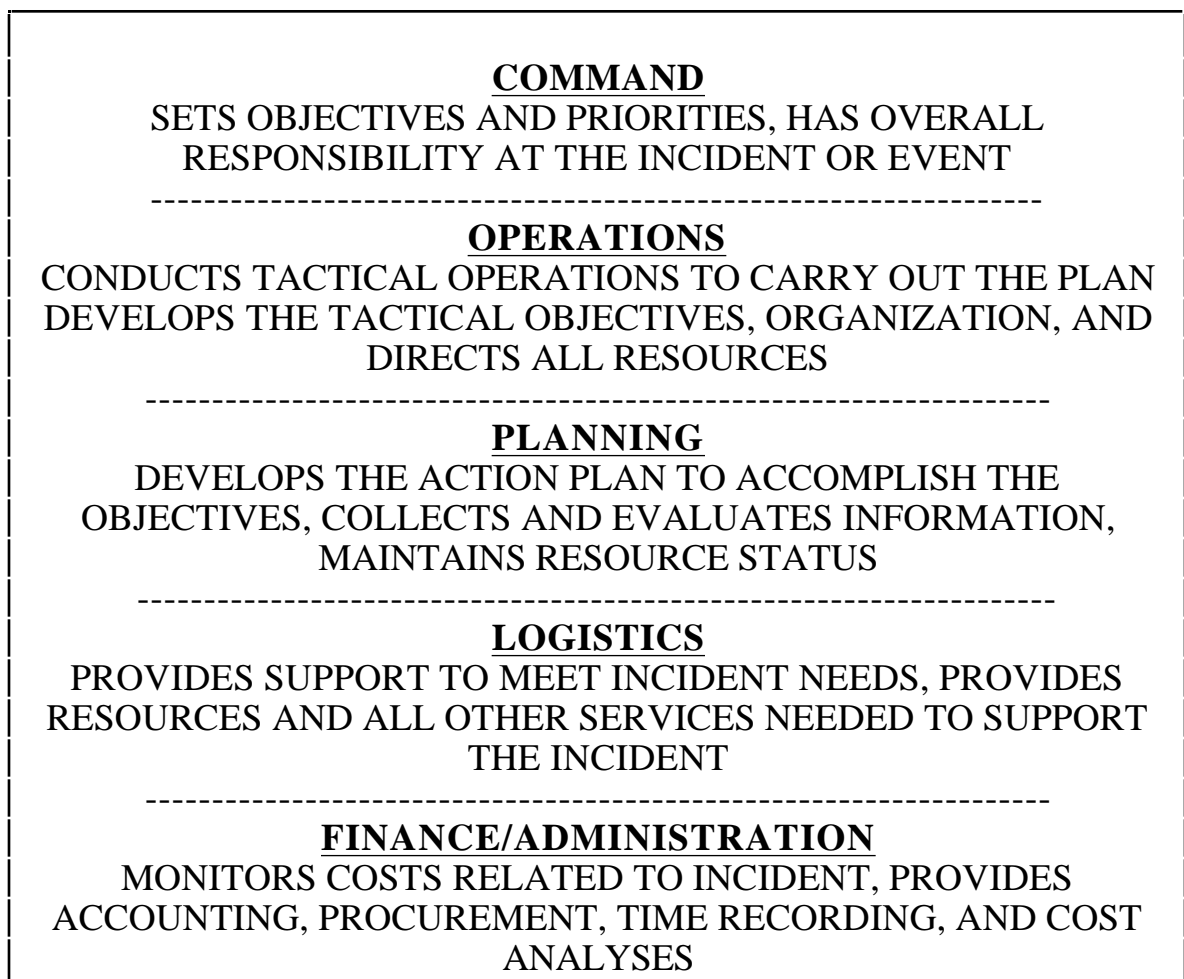 COMMAND
SETS OBJECTIVES AND PRIORITIES, HAS OVERALL
RESPONSIBILITY AT THE INCIDENT OR EVENT
-------------------------------------------------------------------
OPERATIONS
CONDUCTS TACTICAL OPERATIONS TO CARRY OUT THE PLAN
DEVELOPS THE TACTICAL OBJECTIVES, ORGANIZATION, AND
DIRECTS ALL RESOURCES
--------------------------------------------------------------------
PLANNING
DEVELOPS THE ACTION PLAN TO ACCOMPLISH THE
OBJECTIVES, COLLECTS AND EVALUATES INFORMATION,
MAINTAINS RESOURCE STATUS
---------------------------------------------------------------------
LOGISTICS
PROVIDES SUPPORT TO MEET INCIDENT NEEDS, PROVIDES
RESOURCES AND ALL OTHER SERVICES NEEDED TO SUPPORT
THE INCIDENT
--------------------------------------------------------------------
FINANCE/ADMINISTRATION
MONITORS COSTS RELATED TO INCIDENT, PROVIDES
ACCOUNTING, PROCUREMENT, TIME RECORDING, AND COST
ANALYSES